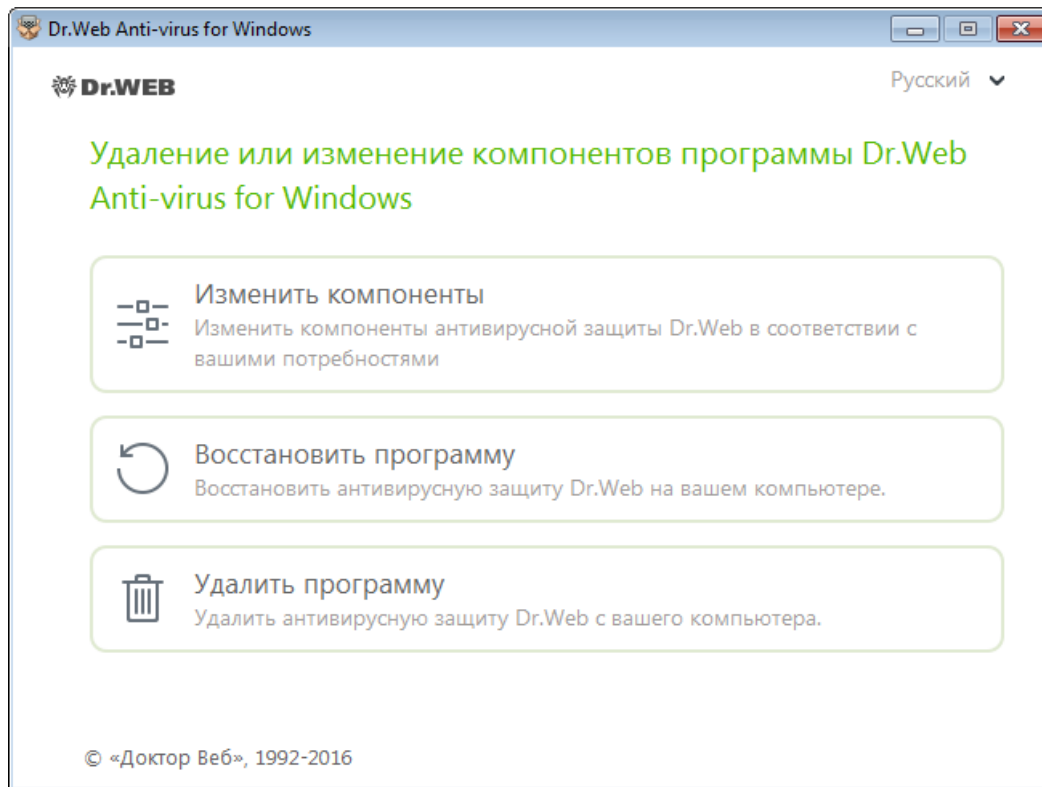 Dr.Web Anti-virus for Windows
Dr.WEB
Русский
Удаление или изменение компонентов программы Dr.Web
Anti-virus for Windows
Изменить компоненты
Изменить компоненты антивирусной защиты Dr.Web в соответствии с
вашими потребностями
Восстановить программу
Восстановить антивирусную защиту Dr.Web на вашем компьютере.
Удалить программу
Удалить антивирусную защиту Dr.Web с вашего компьютера.
© «Доктор Веб», 1992-2016